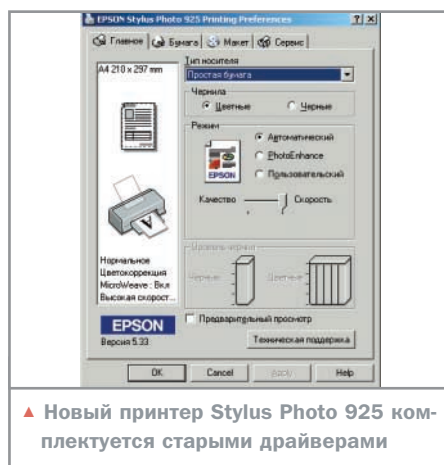 EPSON Stylus Photo 925 Printing Preferences
Главное Бумага Макет Сервис
A4 210 x 297 mm
Тип носителя
Простая бумага
Чернила
Цветные Черные
Режим
Автоматический
PhotoEnhance
Пользовательский
EPSON
Качество Скорость
Уровень чернил
Черные Цветные
Нормальное
Цветокоррекция
MicroWeave : Вкл
Высокая скорост...
EPSON
Версия 5.33
Предварительный просмотр
Техническая поддержка
OK Cancel Apply Help
▲ Новый принтер Stylus Photo 925 ком-
плектуется старыми драйверами